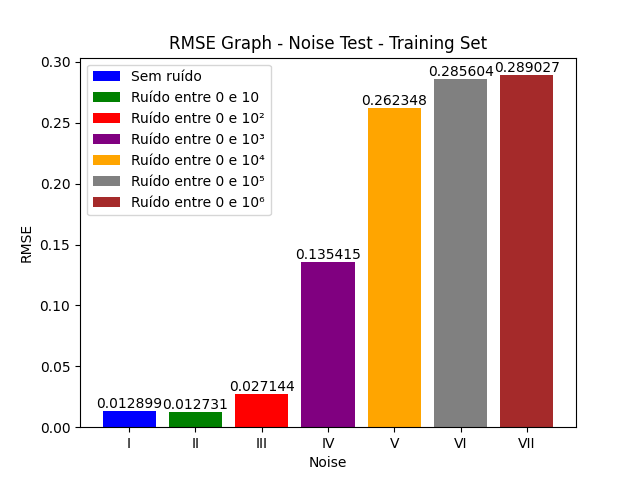 RMSE Graph - Noise Test - Training Set
0.30
0.25
0.20
0.15
0.10
0.05
0.00
RMSE
Sem ruído
Ruído entre 0 e 10
Ruído entre 0 e 10²
Ruído entre 0 e 10³
Ruído entre 0 e 10⁴
Ruído entre 0 e 10⁵
Ruído entre 0 e 10⁶
0.012899
0.012731
0.027144
0.135415
0.262348
0.285604
0.289027
I II III IV V VI VII
Noise